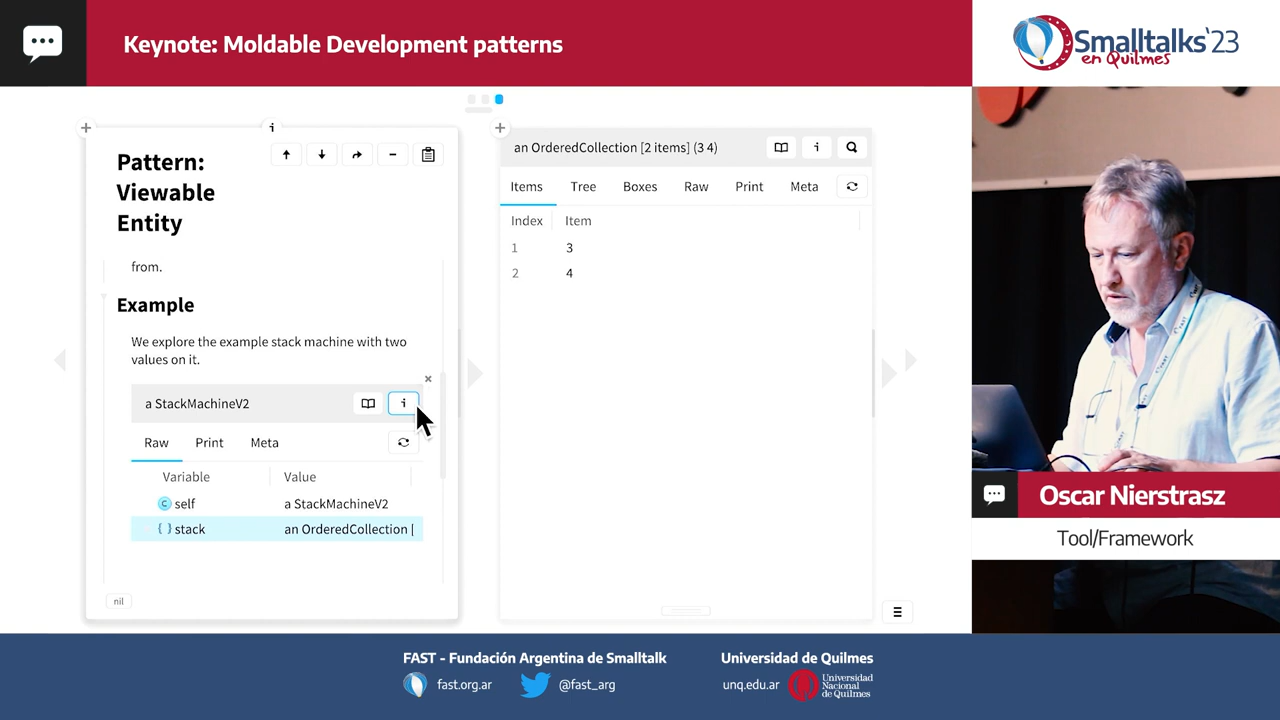 Keynote: Moldable Development patterns
Smalltalks'23
en Quilmes
Pattern:
Viewable
Entity
from.
Example
We explore the example stack machine with two
values on it.
a StackMachineV2
Raw Print Meta
Variable Value
self a StackMachineV2
stack an OrderedCollection [
nil
an OrderedCollection [2 items] (3 4)
Items Tree Boxes Raw Print Meta
Index Item
1 3
2 4
Oscar Nierstrasz
Tool/Framework
FAST - Fundación Argentina de Smalltalk
fast.org.ar @fast_arg
Universidad de Quilmes
unq.edu.ar
Universidad
Nacional
de Quilmes